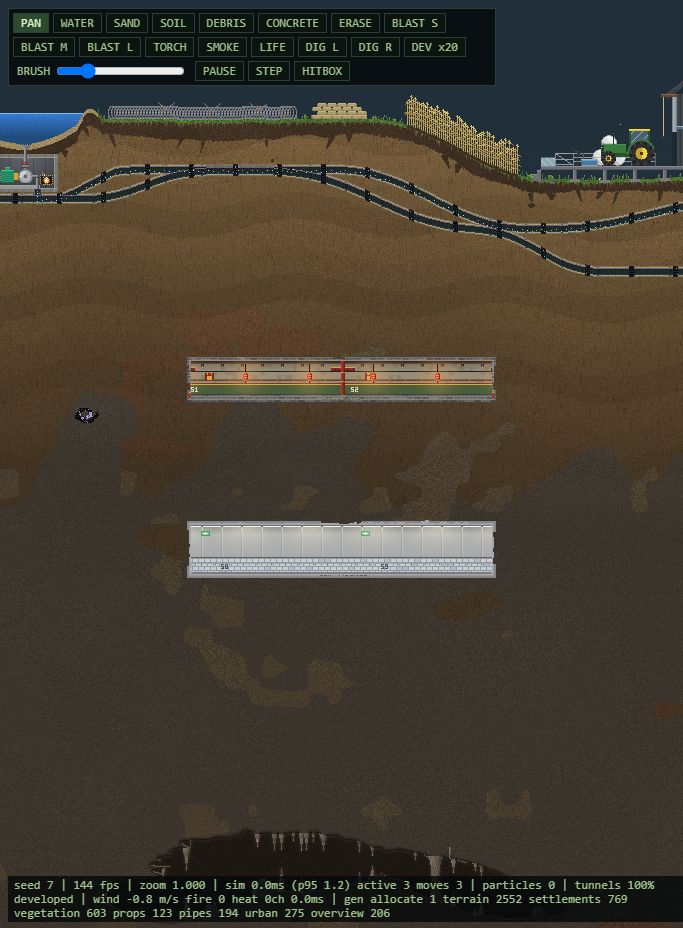 PAN WATER SAND SOIL DEBRIS CONCRETE ERASE BLAST S
BLAST M BLAST L TORCH SMOKE LIFE DIG L DIG R DEV x20
BRUSH PAUSE STEP HITBOX
S1 S2
seed 7 | 144 fps | zoom 1.000 | sim 0.0ms (p95 1.2) active 3 moves 3 | particles 0 | tunnels 100%
developed | wind -0.8 m/s fire 0 heat 0ch 0.0ms | gen allocate 1 terrain 2552 settlements 769
vegetation 603 props 123 pipes 194 urban 275 overview 206